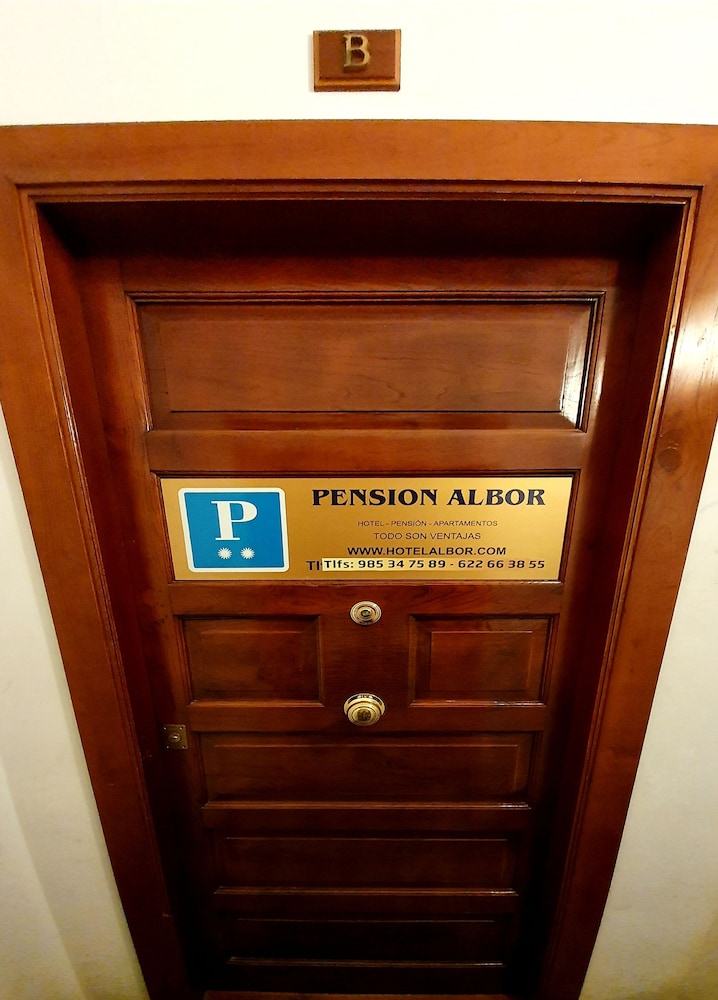 B
P
PENSION ALBOR
HOTEL - PENSIÓN - APARTAMENTOS
TODO SON VENTAJAS
WWW.HOTELALBOR.COM
Tlfs: 985 34 75 89 - 622 66 38 55